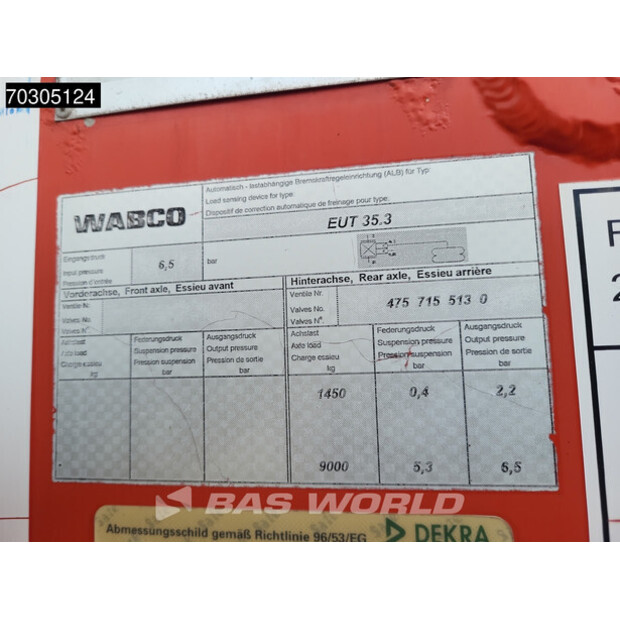 70305124
WABCO
Automatisch - lastabhängige Bremskraftregeleinrichtung (ALB) für Typ:
Load sensing device for type:
Dispositif de correction automatique de freinage pour type:
EUT 35.3
Eingangsdruck
Input pressure
Pression d'entrée
6,5
bar
Vorderachse, Front axle, Essieu avant
Ventile Nr.
Valves No.
Valves N°.
Hinterachse, Rear axle, Essieu arrière
Ventile Nr.
Valves No.
Valves N°.
475 715 513 0
Achslast
Axle load
Charge essieu
kg
Federungsdruck
Suspension pressure
Pression suspension
bar
Ausgangsdruck
Output pressure
Pression de sortie
bar
Achslast
Axle load
Charge essieu
kg
Federungsdruck
Suspension pressure
Pression suspension
bar
Ausgangsdruck
Output pressure
Pression de sortie
bar
1450 0,4 2,2
9000 5,3 6,5
BAS WORLD
Abmessungsschild gemäß Richtlinie 96/53/EG
DEKRA